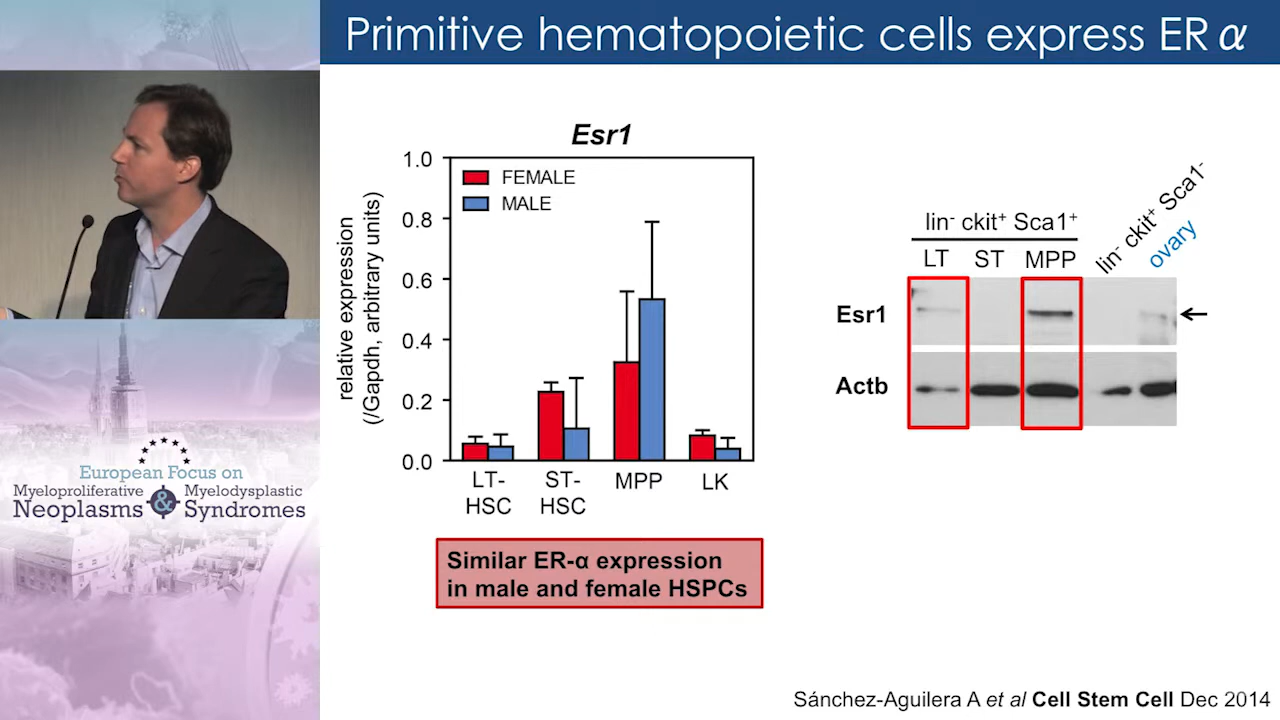 Primitive hematopoietic cells express ER α
Esr1
relative expression
(/Gapdh, arbitrary units)
1.0
0.8
0.6
0.4
0.2
0.0
FEMALE
MALE
LT-
HSC
ST-
HSC
MPP
LK
Similar ER-α expression
in male and female HSPCs
lin⁻ ckit⁺ Sca1⁺
LT ST MPP
lin⁻ ckit⁺ Sca1⁻
ovary
Esr1
Actb
European Focus on
Myeloproliferative & Myelodysplastic
Neoplasms Syndromes
Sánchez-Aguilera A et al Cell Stem Cell Dec 2014